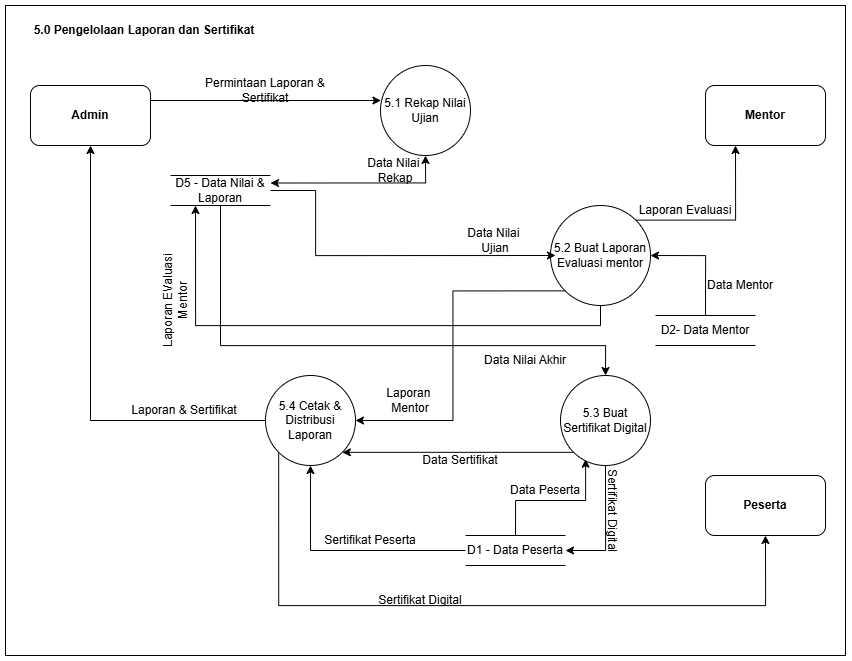 5.0 Pengelolaan Laporan dan Sertifikat
Permintaan Laporan &
Sertifikat
Admin
5.1 Rekap Nilai
Ujian
Mentor
Data Nilai
Rekap
D5 - Data Nilai &
Laporan
Laporan Evaluasi
Data Nilai
Ujian
5.2 Buat Laporan
Evaluasi mentor
Laporan EValuasi
Mentor
Data Mentor
D2- Data Mentor
Data Nilai Akhir
Laporan
Mentor
5.4 Cetak &
Distribusi
Laporan
5.3 Buat
Sertifikat Digital
Laporan & Sertifikat
Data Sertifikat
Data Peserta
Sertifikat Digital
Peserta
Sertifikat Peserta
D1 - Data Peserta
Sertifikat Digital